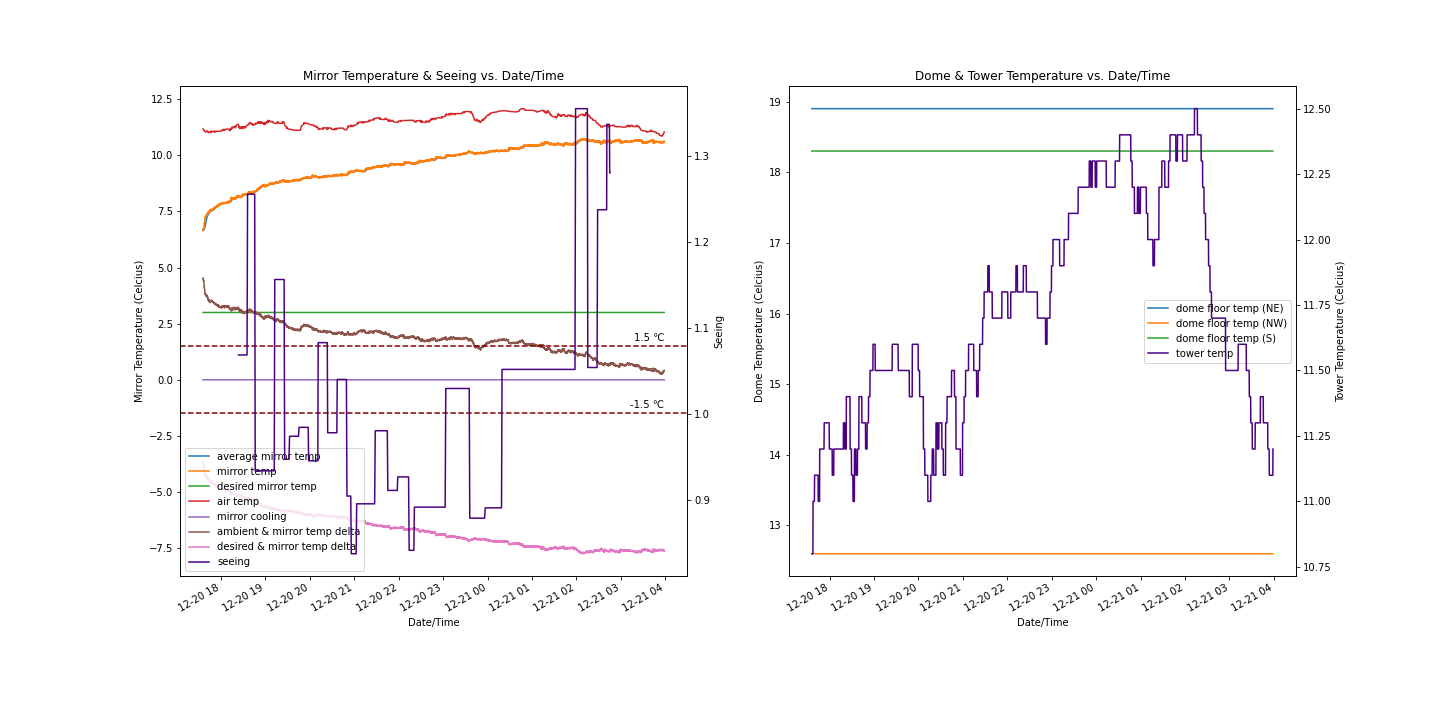 Mirror Temperature & Seeing vs. Date/Time
12.5
10.0
7.5
5.0
2.5
0.0
−2.5
−5.0
−7.5
Mirror Temperature (Celcius)
1.5 °C
-1.5 °C
average mirror temp
mirror temp
desired mirror temp
air temp
mirror cooling
ambient & mirror temp delta
desired & mirror temp delta
seeing
1.3
1.2
1.1
1.0
0.9
Seeing
12-20 18
12-20 19
12-20 20
12-20 21
12-20 22
12-20 23
12-21 00
12-21 01
12-21 02
12-21 03
12-21 04
Date/Time
Dome & Tower Temperature vs. Date/Time
19
18
17
16
15
14
13
Dome Temperature (Celcius)
dome floor temp (NE)
dome floor temp (NW)
dome floor temp (S)
tower temp
12.50
12.25
12.00
11.75
11.50
11.25
11.00
10.75
Tower Temperature (Celcius)
12-20 18
12-20 19
12-20 20
12-20 21
12-20 22
12-20 23
12-21 00
12-21 01
12-21 02
12-21 03
12-21 04
Date/Time